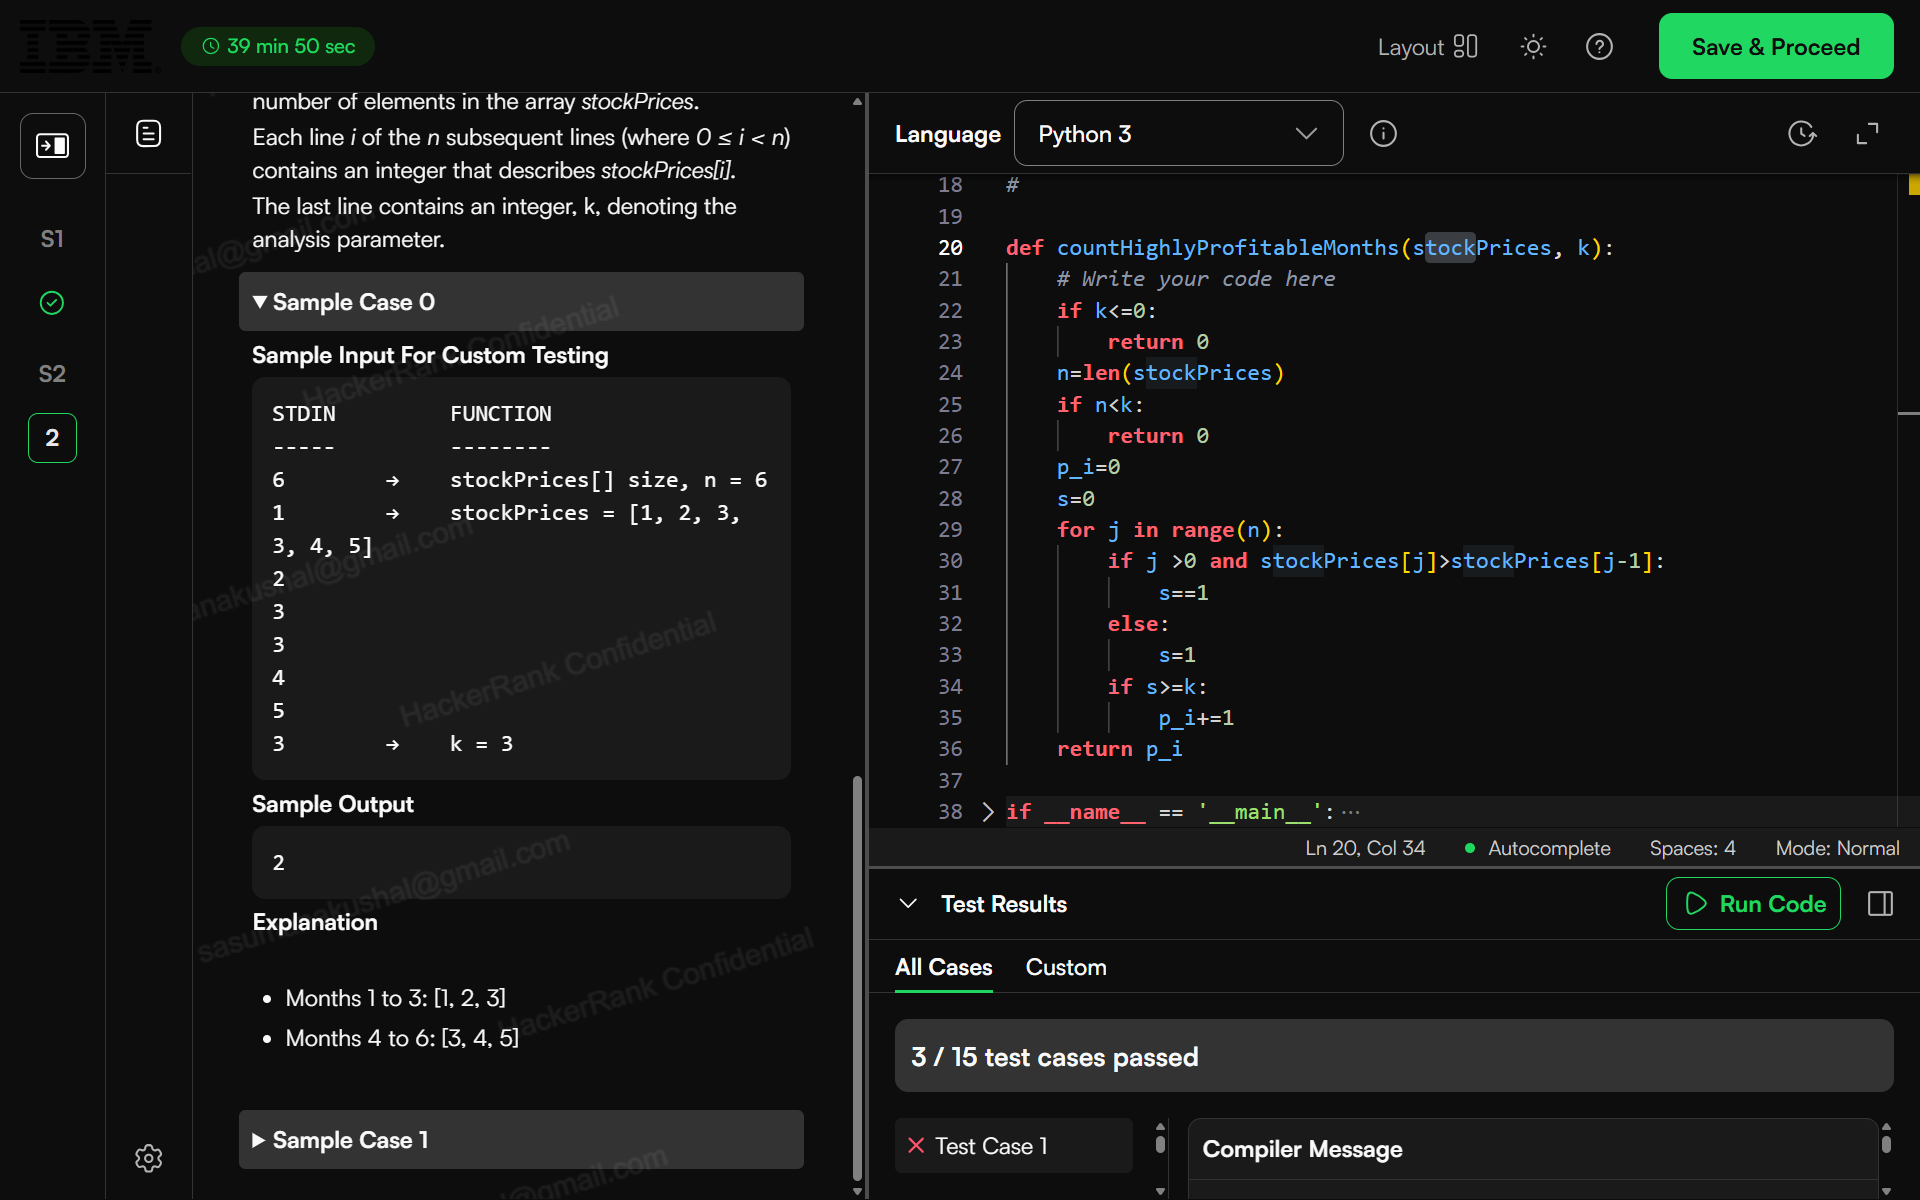 IBM
39 min 50 sec
Layout
Save & Proceed
S1
S2
2
number of elements in the array stockPrices.
Each line i of the n subsequent lines (where 0 ≤ i < n)
contains an integer that describes stockPrices[i].
The last line contains an integer, k, denoting the
analysis parameter.
▼ Sample Case 0
Sample Input For Custom Testing
STDIN FUNCTION
----- --------
6 → stockPrices[] size, n = 6
1 → stockPrices = [1, 2, 3,
3, 4, 5]
2
3
3
4
5
3 → k = 3
Sample Output
2
Explanation
• Months 1 to 3: [1, 2, 3]
• Months 4 to 6: [3, 4, 5]
▶ Sample Case 1
HackerRank Confidential
HackerRank Confidential
HackerRank Confidential
Language
Python 3
18 #
19
20 def countHighlyProfitableMonths(stockPrices, k):
21 # Write your code here
22 if k<=0:
23 return 0
24 n=len(stockPrices)
25 if n<k:
26 return 0
27 p_i=0
28 s=0
29 for j in range(n):
30 if j >0 and stockPrices[j]>stockPrices[j-1]:
31 s==1
32 else:
33 s=1
34 if s>=k:
35 p_i+=1
36 return p_i
37
38 if __name__ == '__main__':···
Ln 20, Col 34
Autocomplete
Spaces: 4
Mode: Normal
Test Results
Run Code
All Cases
Custom
3 / 15 test cases passed
Test Case 1
Compiler Message